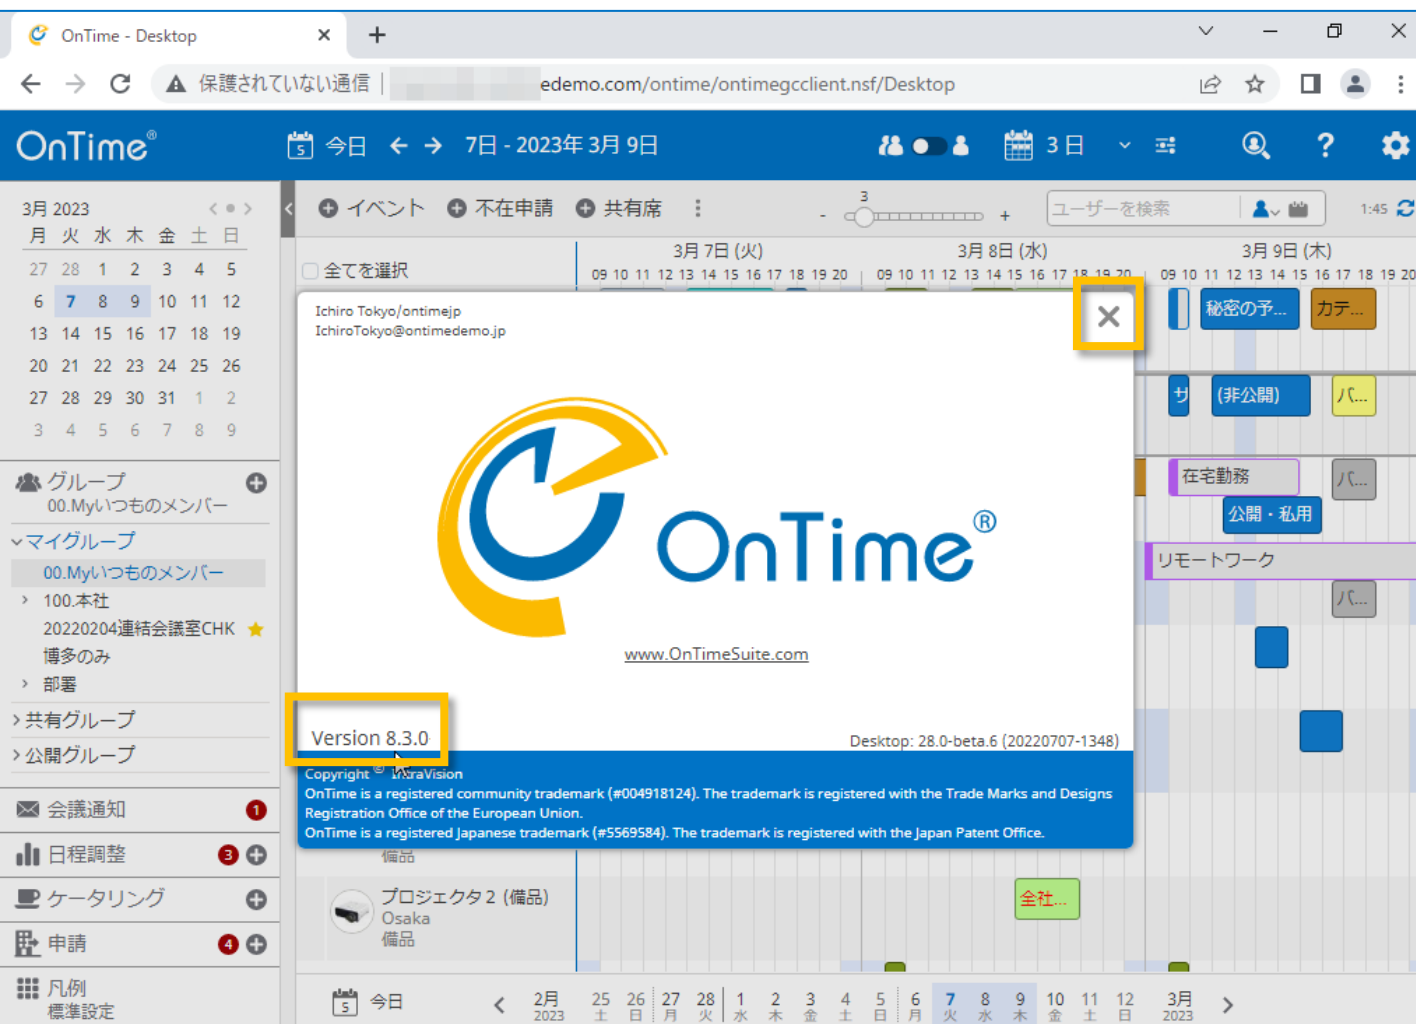 OnTime - Desktop
保護されていない通信
edemo.com/ontime/ontimegcclient.nsf/Desktop
OnTime®
5 今日 7日 - 2023年 3月 9日
3 日
?
3月 2023
月 火 水 木 金 土 日
27 28 1 2 3 4 5
6 7 8 9 10 11 12
13 14 15 16 17 18 19
20 21 22 23 24 25 26
27 28 29 30 31 1 2
3 4 5 6 7 8 9
グループ
00.Myいつものメンバー
マイグループ
00.Myいつものメンバー
100.本社
20220204連結会議室CHK
博多のみ
部署
共有グループ
公開グループ
会議通知 1
日程調整 3
ケータリング
申請 4
凡例
標準設定
イベント 不在申請 共有席
- 3 +
ユーザーを検索
1:45
全てを選択
3月 7日 (火) 3月 8日 (水) 3月 9日 (木)
09 10 11 12 13 14 15 16 17 18 19 20 09 10 11 12 13 14 15 16 17 18 19 20 09 10 11 12 13 14 15 16 17 18 19 20
Ichiro Tokyo/ontimejp
IchiroTokyo@ontimedemo.jp
OnTime®
www.OnTimeSuite.com
Version 8.3.0
Desktop: 28.0-beta.6 (20220707-1348)
Copyright © IntraVision
OnTime is a registered community trademark (#004918124). The trademark is registered with the Trade Marks and Designs
Registration Office of the European Union.
OnTime is a registered Japanese trademark (#5569584). The trademark is registered with the Japan Patent Office.
秘密の予... カテ...
サ (非公開) バ...
在宅勤務 バ...
公開・私用
リモートワーク
バ...
備品
プロジェクタ2 (備品)
Osaka
備品
全社...
5 今日
2月 25 26 27 28 1 2 3 4 5 6 7 8 9 10 11 12 3月
2023 土 日 月 火 水 木 金 土 日 月 火 水 木 金 土 日 2023